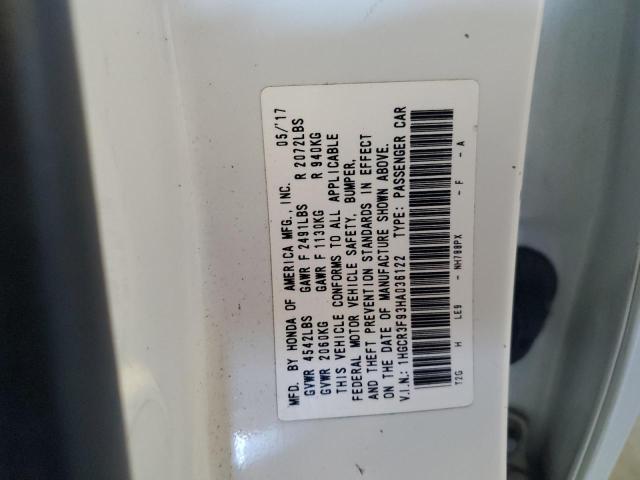 MFD. BY HONDA OF AMERICA MFG., INC. 05/'17
GVWR 4542LBS GAWR F 2491LBS R 2072LBS
GVWR 2060KG GAWR F 1130KG R 940KG
THIS VEHICLE CONFORMS TO ALL APPLICABLE
FEDERAL MOTOR VEHICLE SAFETY, BUMPER,
AND THEFT PREVENTION STANDARDS IN EFFECT
ON THE DATE OF MANUFACTURE SHOWN ABOVE.
V.I.N.: 1HGCR3F93HA036122 TYPE: PASSENGER CAR
T2G H LE9 - NH788PX - F - A